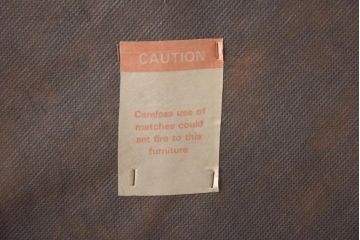 CAUTION
Careless use of
matches could
set fire to this
furniture